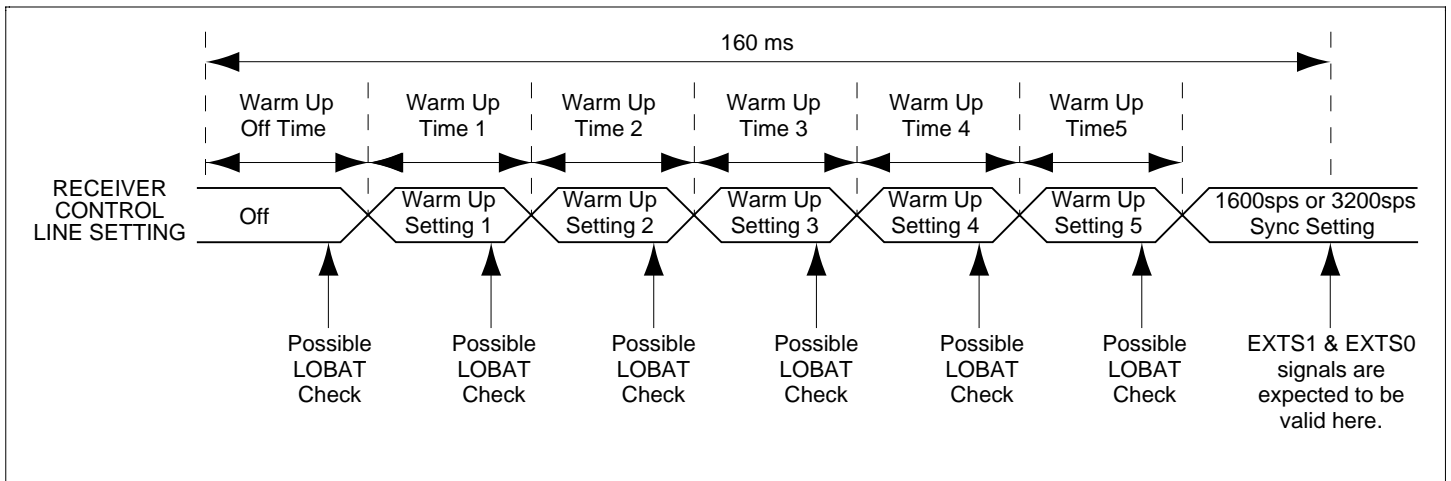 160 ms
Warm Up
Off Time
Warm Up
Time 1
Warm Up
Time 2
Warm Up
Time 3
Warm Up
Time 4
Warm Up
Time5
RECEIVER
CONTROL
LINE SETTING
Off
Warm Up
Setting 1
Warm Up
Setting 2
Warm Up
Setting 3
Warm Up
Setting 4
Warm Up
Setting 5
1600sps or 3200sps
Sync Setting
Possible
LOBAT
Check
Possible
LOBAT
Check
Possible
LOBAT
Check
Possible
LOBAT
Check
Possible
LOBAT
Check
Possible
LOBAT
Check
EXTS1 & EXTS0
signals are
expected to be
valid here.